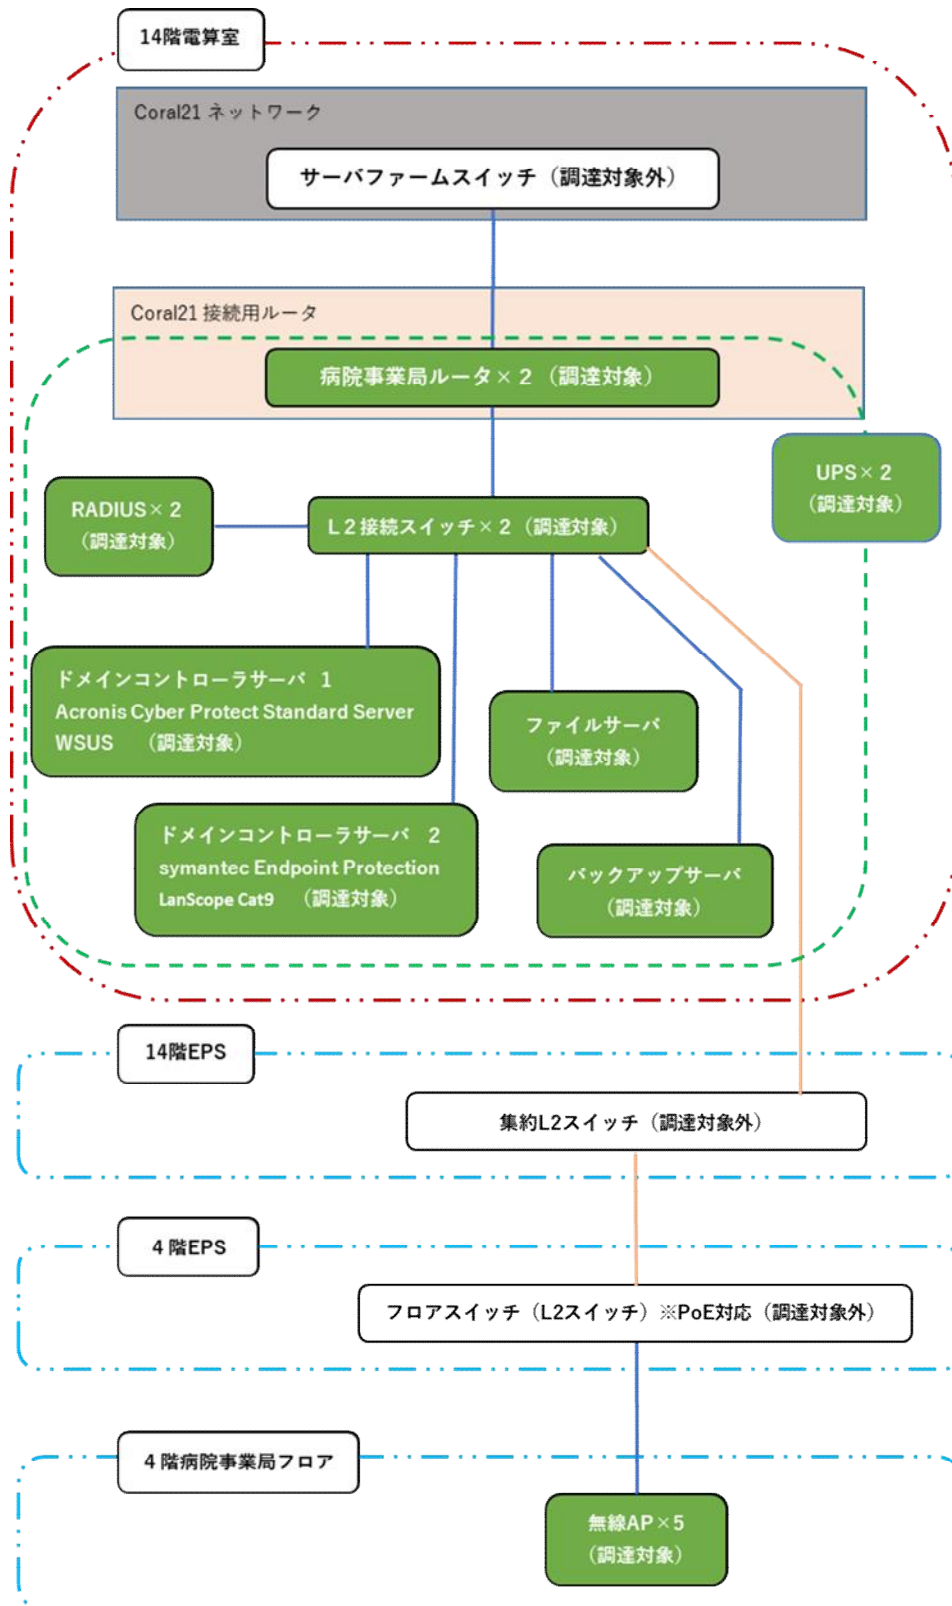 14階電算室
Coral21 ネットワーク
サーバファームスイッチ（調達対象外）
Coral21 接続用ルータ
病院事業局ルータ×２（調達対象）
UPS×２
（調達対象）
RADIUS×２
（調達対象）
Ｌ２接続スイッチ×２（調達対象）
ドメインコントローラサーバ　1
Acronis Cyber Protect Standard Server
WSUS　（調達対象）
ファイルサーバ
（調達対象）
ドメインコントローラサーバ　2
symantec Endpoint Protection
LanScope Cat9　（調達対象）
バックアップサーバ
（調達対象）
14階EPS
集約L2スイッチ（調達対象外）
４階EPS
フロアスイッチ（L2スイッチ）※PoE対応（調達対象外）
４階病院事業局フロア
無線AP×5
（調達対象）